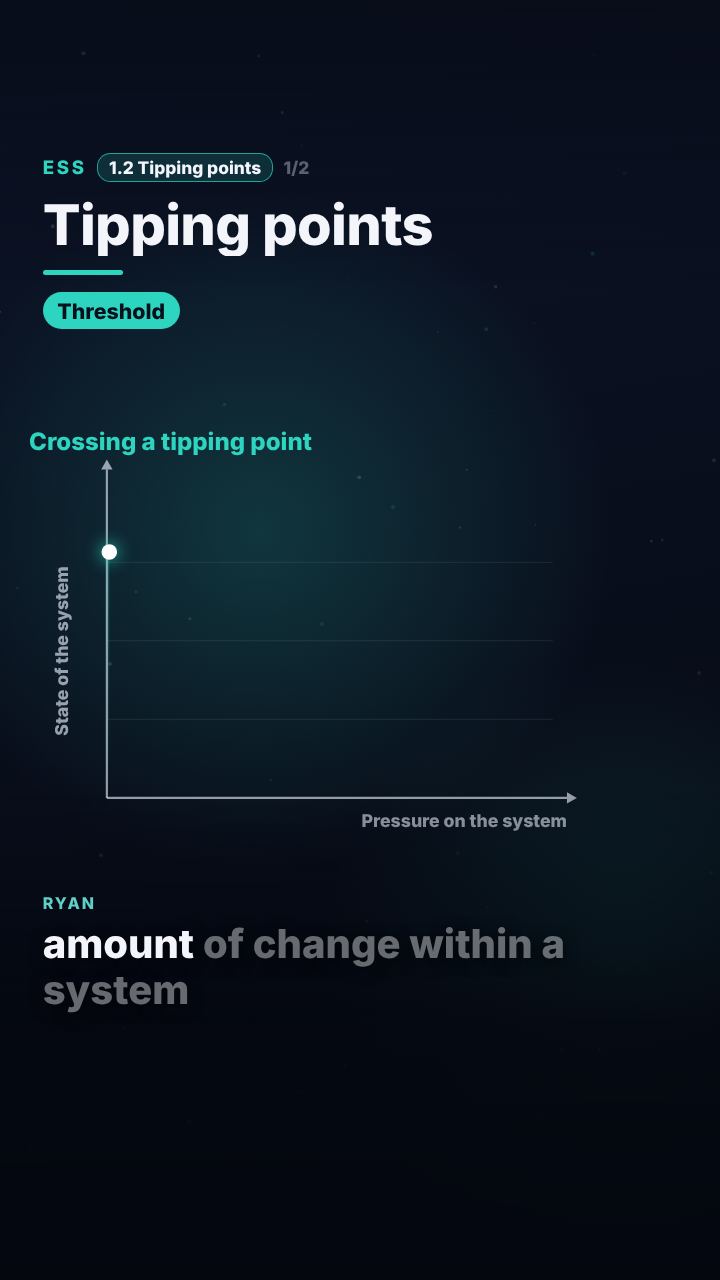 ESS 1.2 Tipping points 1/2
Tipping points
Threshold
Crossing a tipping point
State of the system
Pressure on the system
RYAN
amount of change within a
system